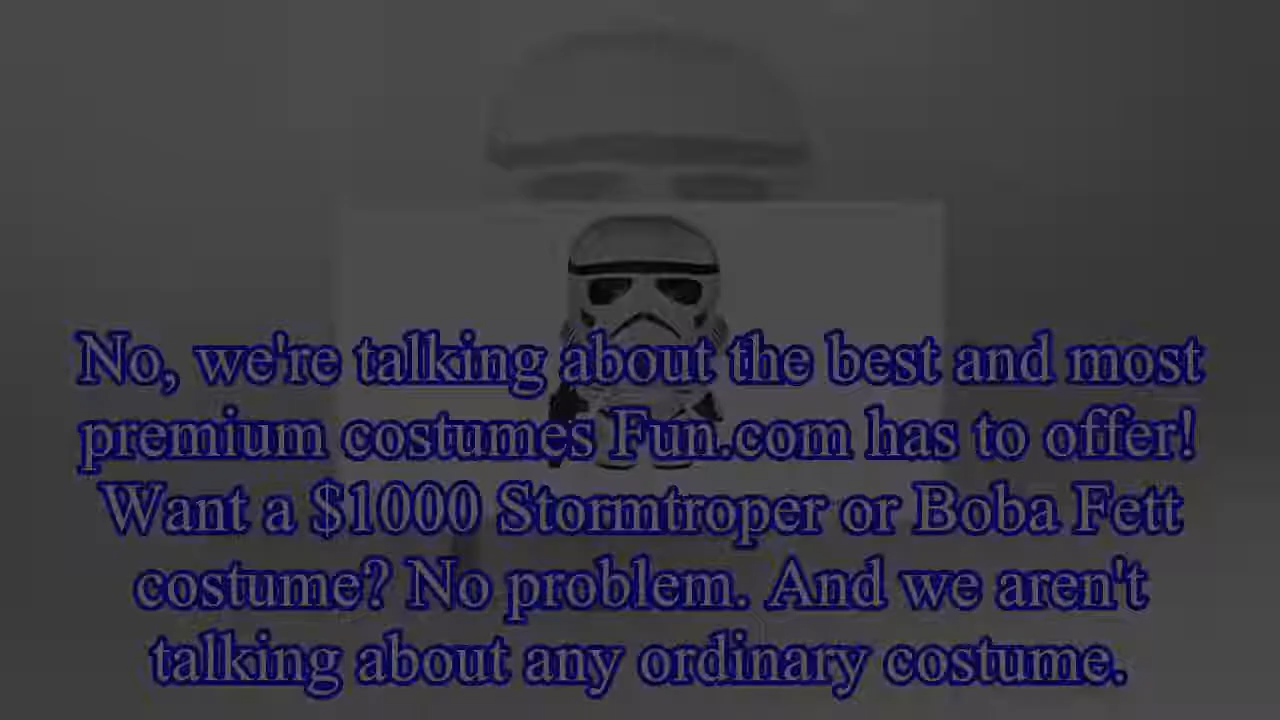 No, we're talking about the best and most
premium costumes Fun.com has to offer!
Want a $1000 Stormtroper or Boba Fett
costume? No problem. And we aren't
talking about any ordinary costume.